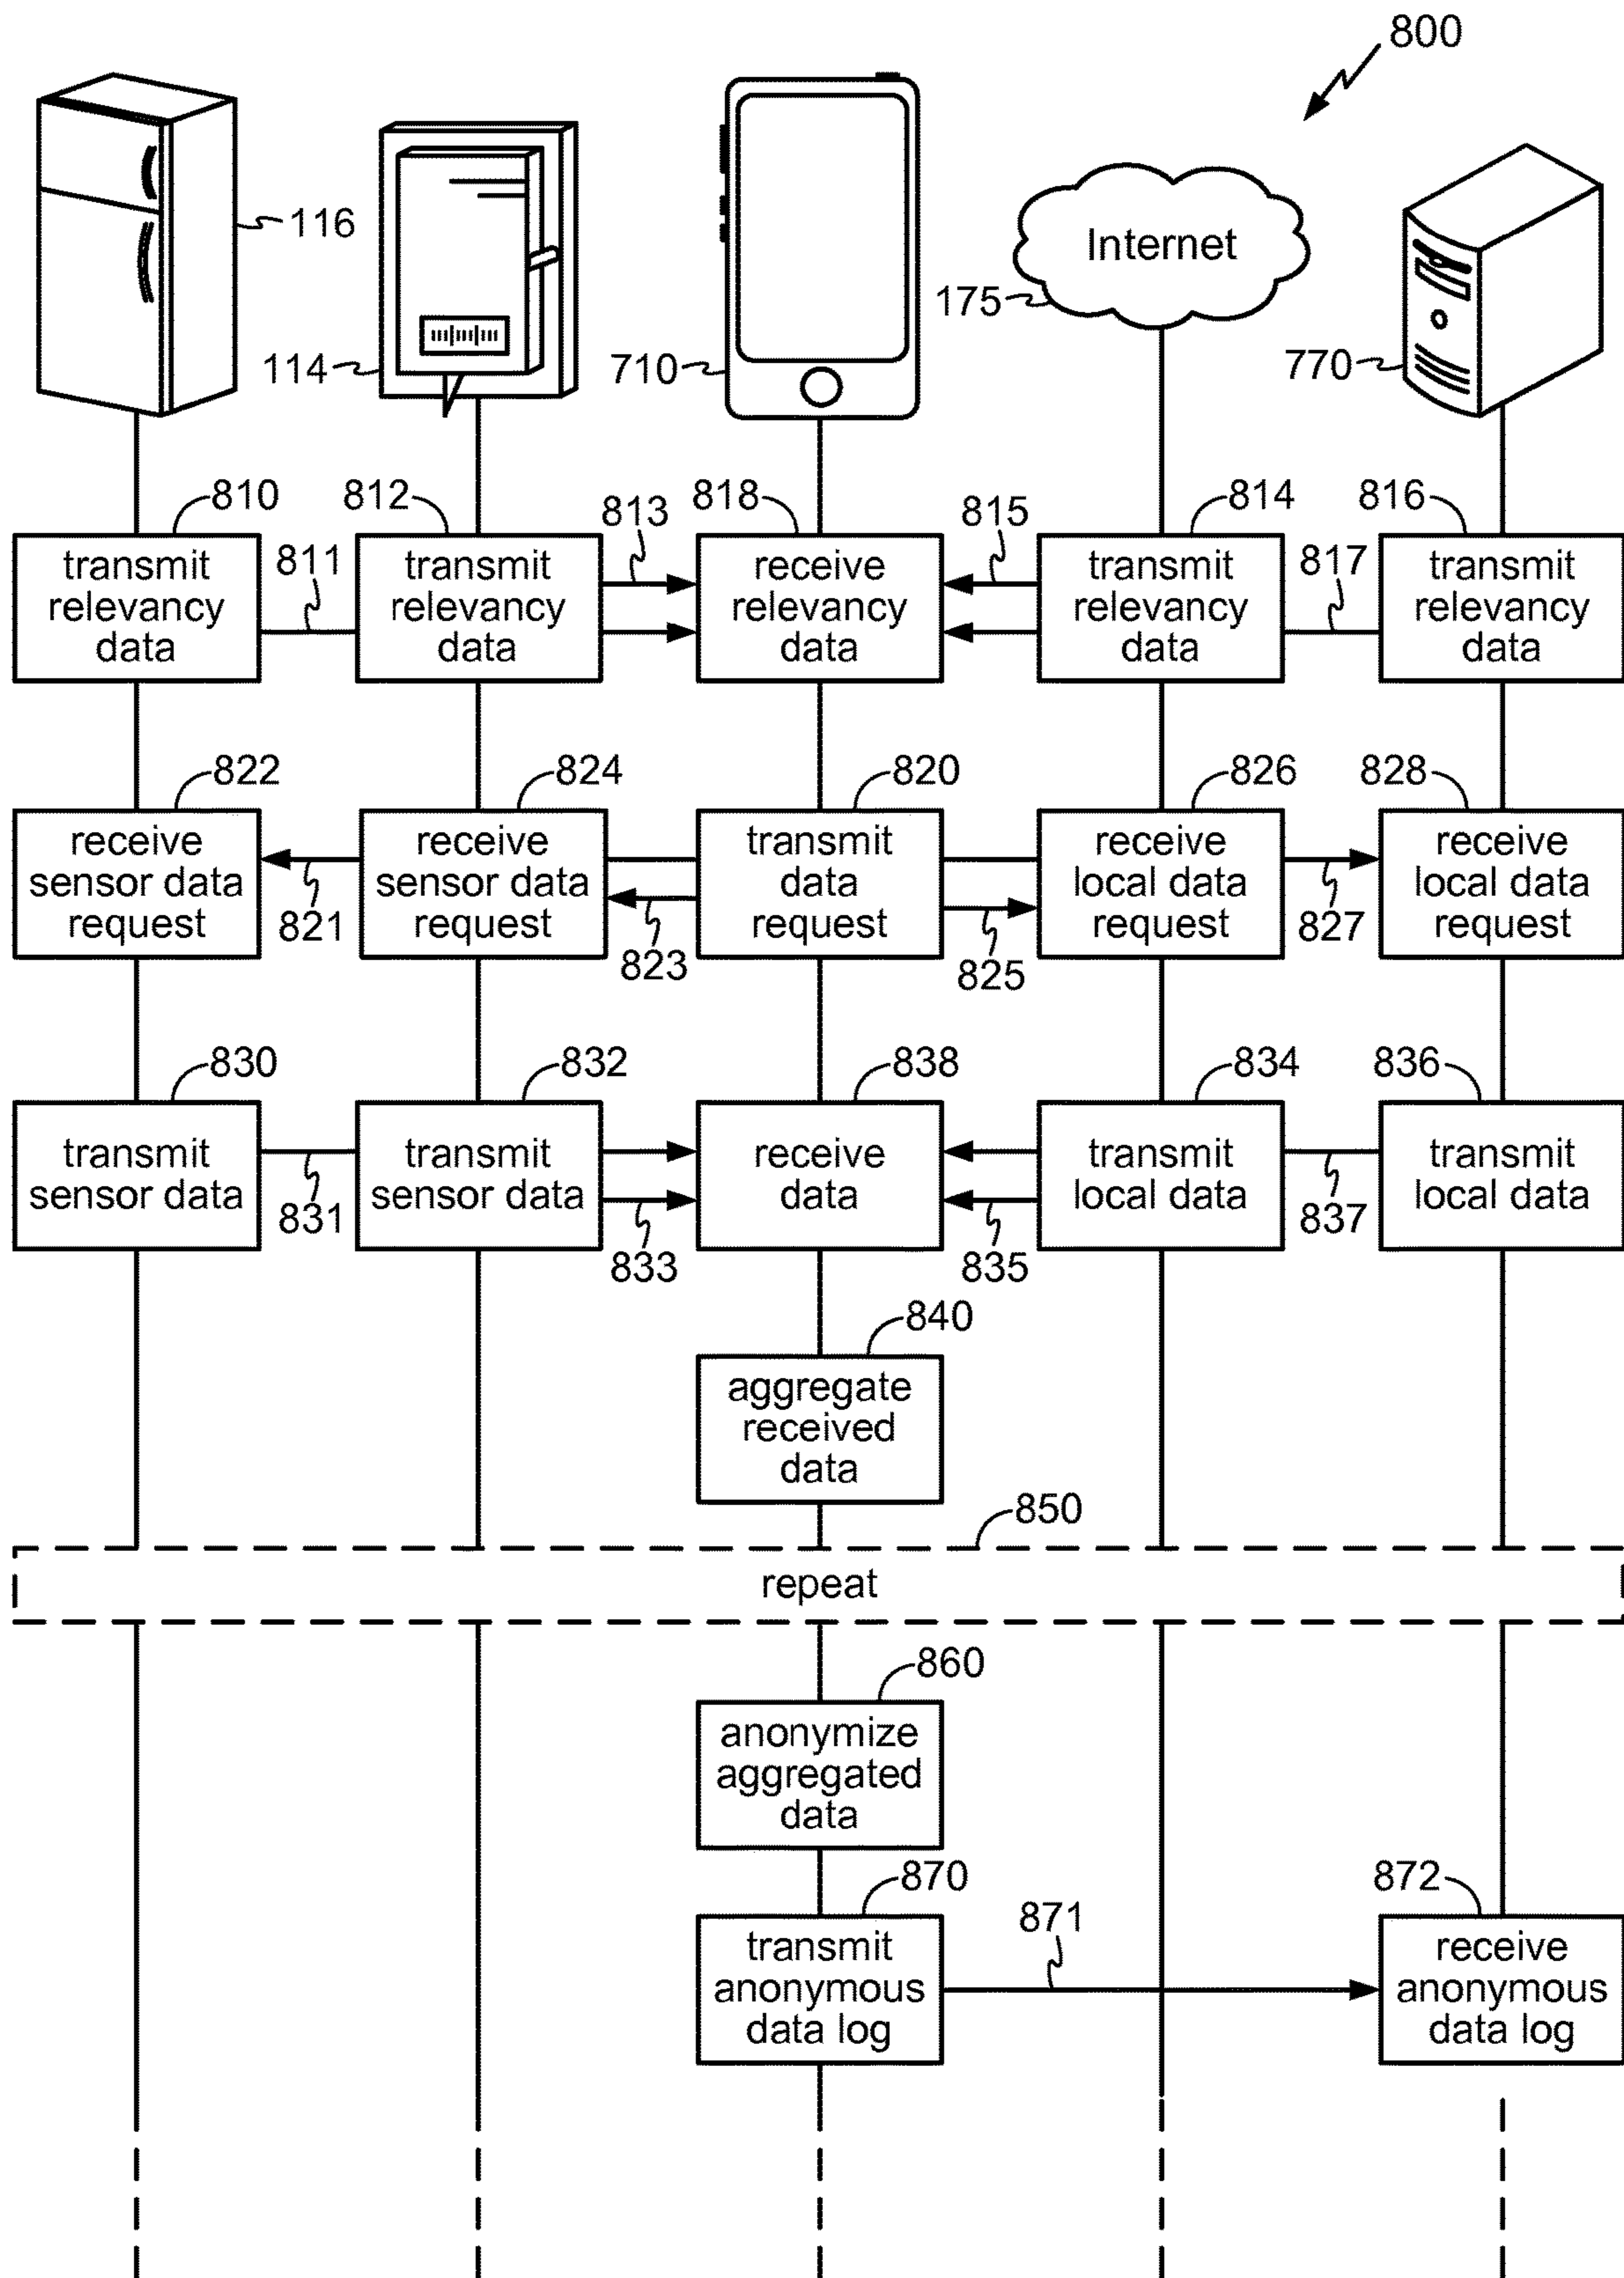 800
116
114
710
Internet
175
770
810
812
813
818
815
814
816
transmit
relevancy
data
811
transmit
relevancy
data
receive
relevancy
data
transmit
relevancy
data
817
transmit
relevancy
data
822
824
820
826
828
receive
sensor data
request
821
receive
sensor data
request
823
transmit
data
request
825
receive
local data
request
827
receive
local data
request
830
832
838
834
836
transmit
sensor data
831
transmit
sensor data
833
receive
data
835
transmit
local data
837
transmit
local data
840
aggregate
received
data
850
repeat
860
anonymize
aggregated
data
870
871
872
transmit
anonymous
data log
receive
anonymous
data log